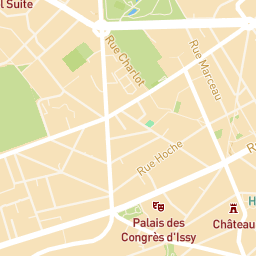 l Suite
Rue Charlot
Rue Marceau
Rue Hoche
Palais des
Congrès d'Issy
H
Château